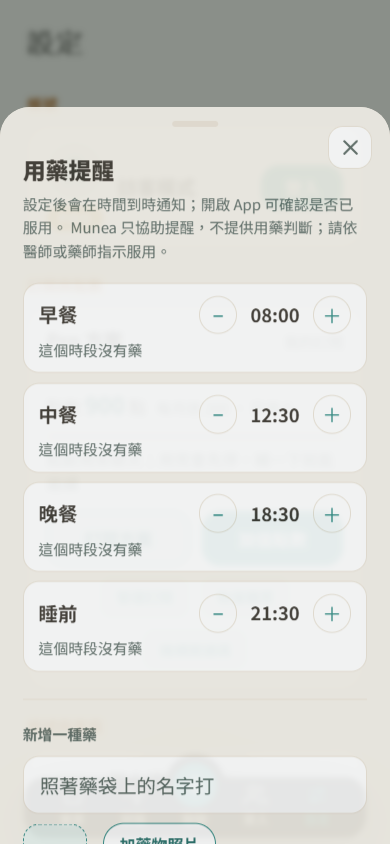 設定
用藥提醒
設定後會在時間到時通知；開啟 App 可確認是否已
服用。Munea 只協助提醒，不提供用藥判斷；請依
醫師或藥師指示服用。
早餐
− 08:00 +
這個時段沒有藥
中餐
− 12:30 +
這個時段沒有藥
晚餐
− 18:30 +
這個時段沒有藥
睡前
− 21:30 +
這個時段沒有藥
新增一種藥
照著藥袋上的名字打
加藥物照片